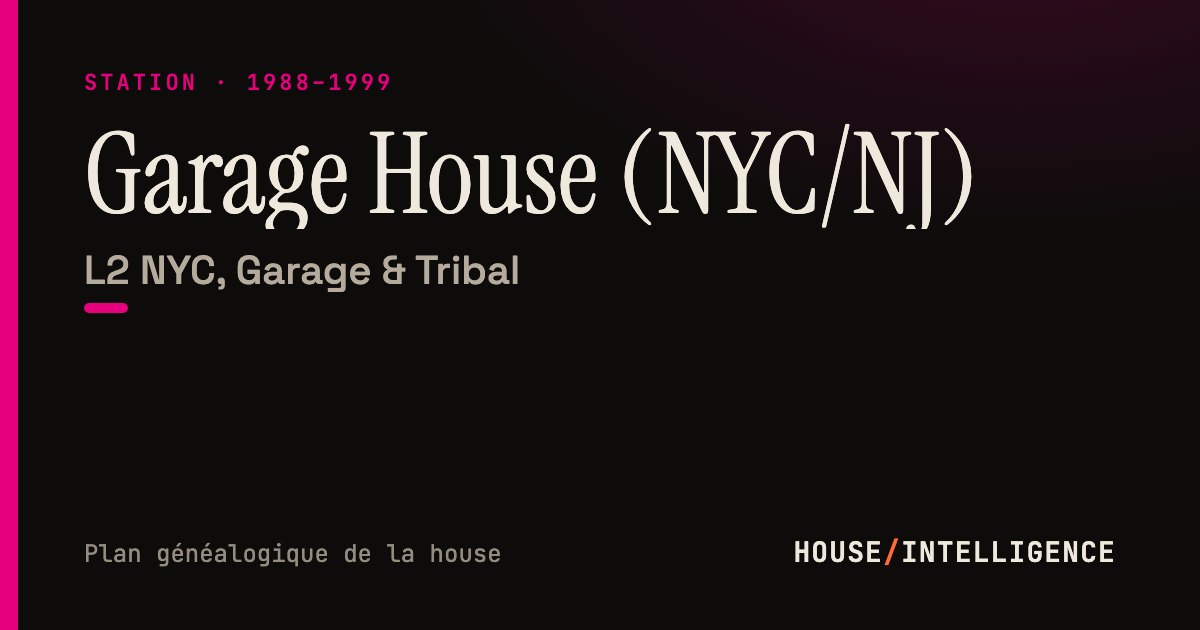 STATION · 1988–1999
Garage House (NYC/NJ)
L2 NYC, Garage & Tribal
Plan généalogique de la house
HOUSE/INTELLIGENCE